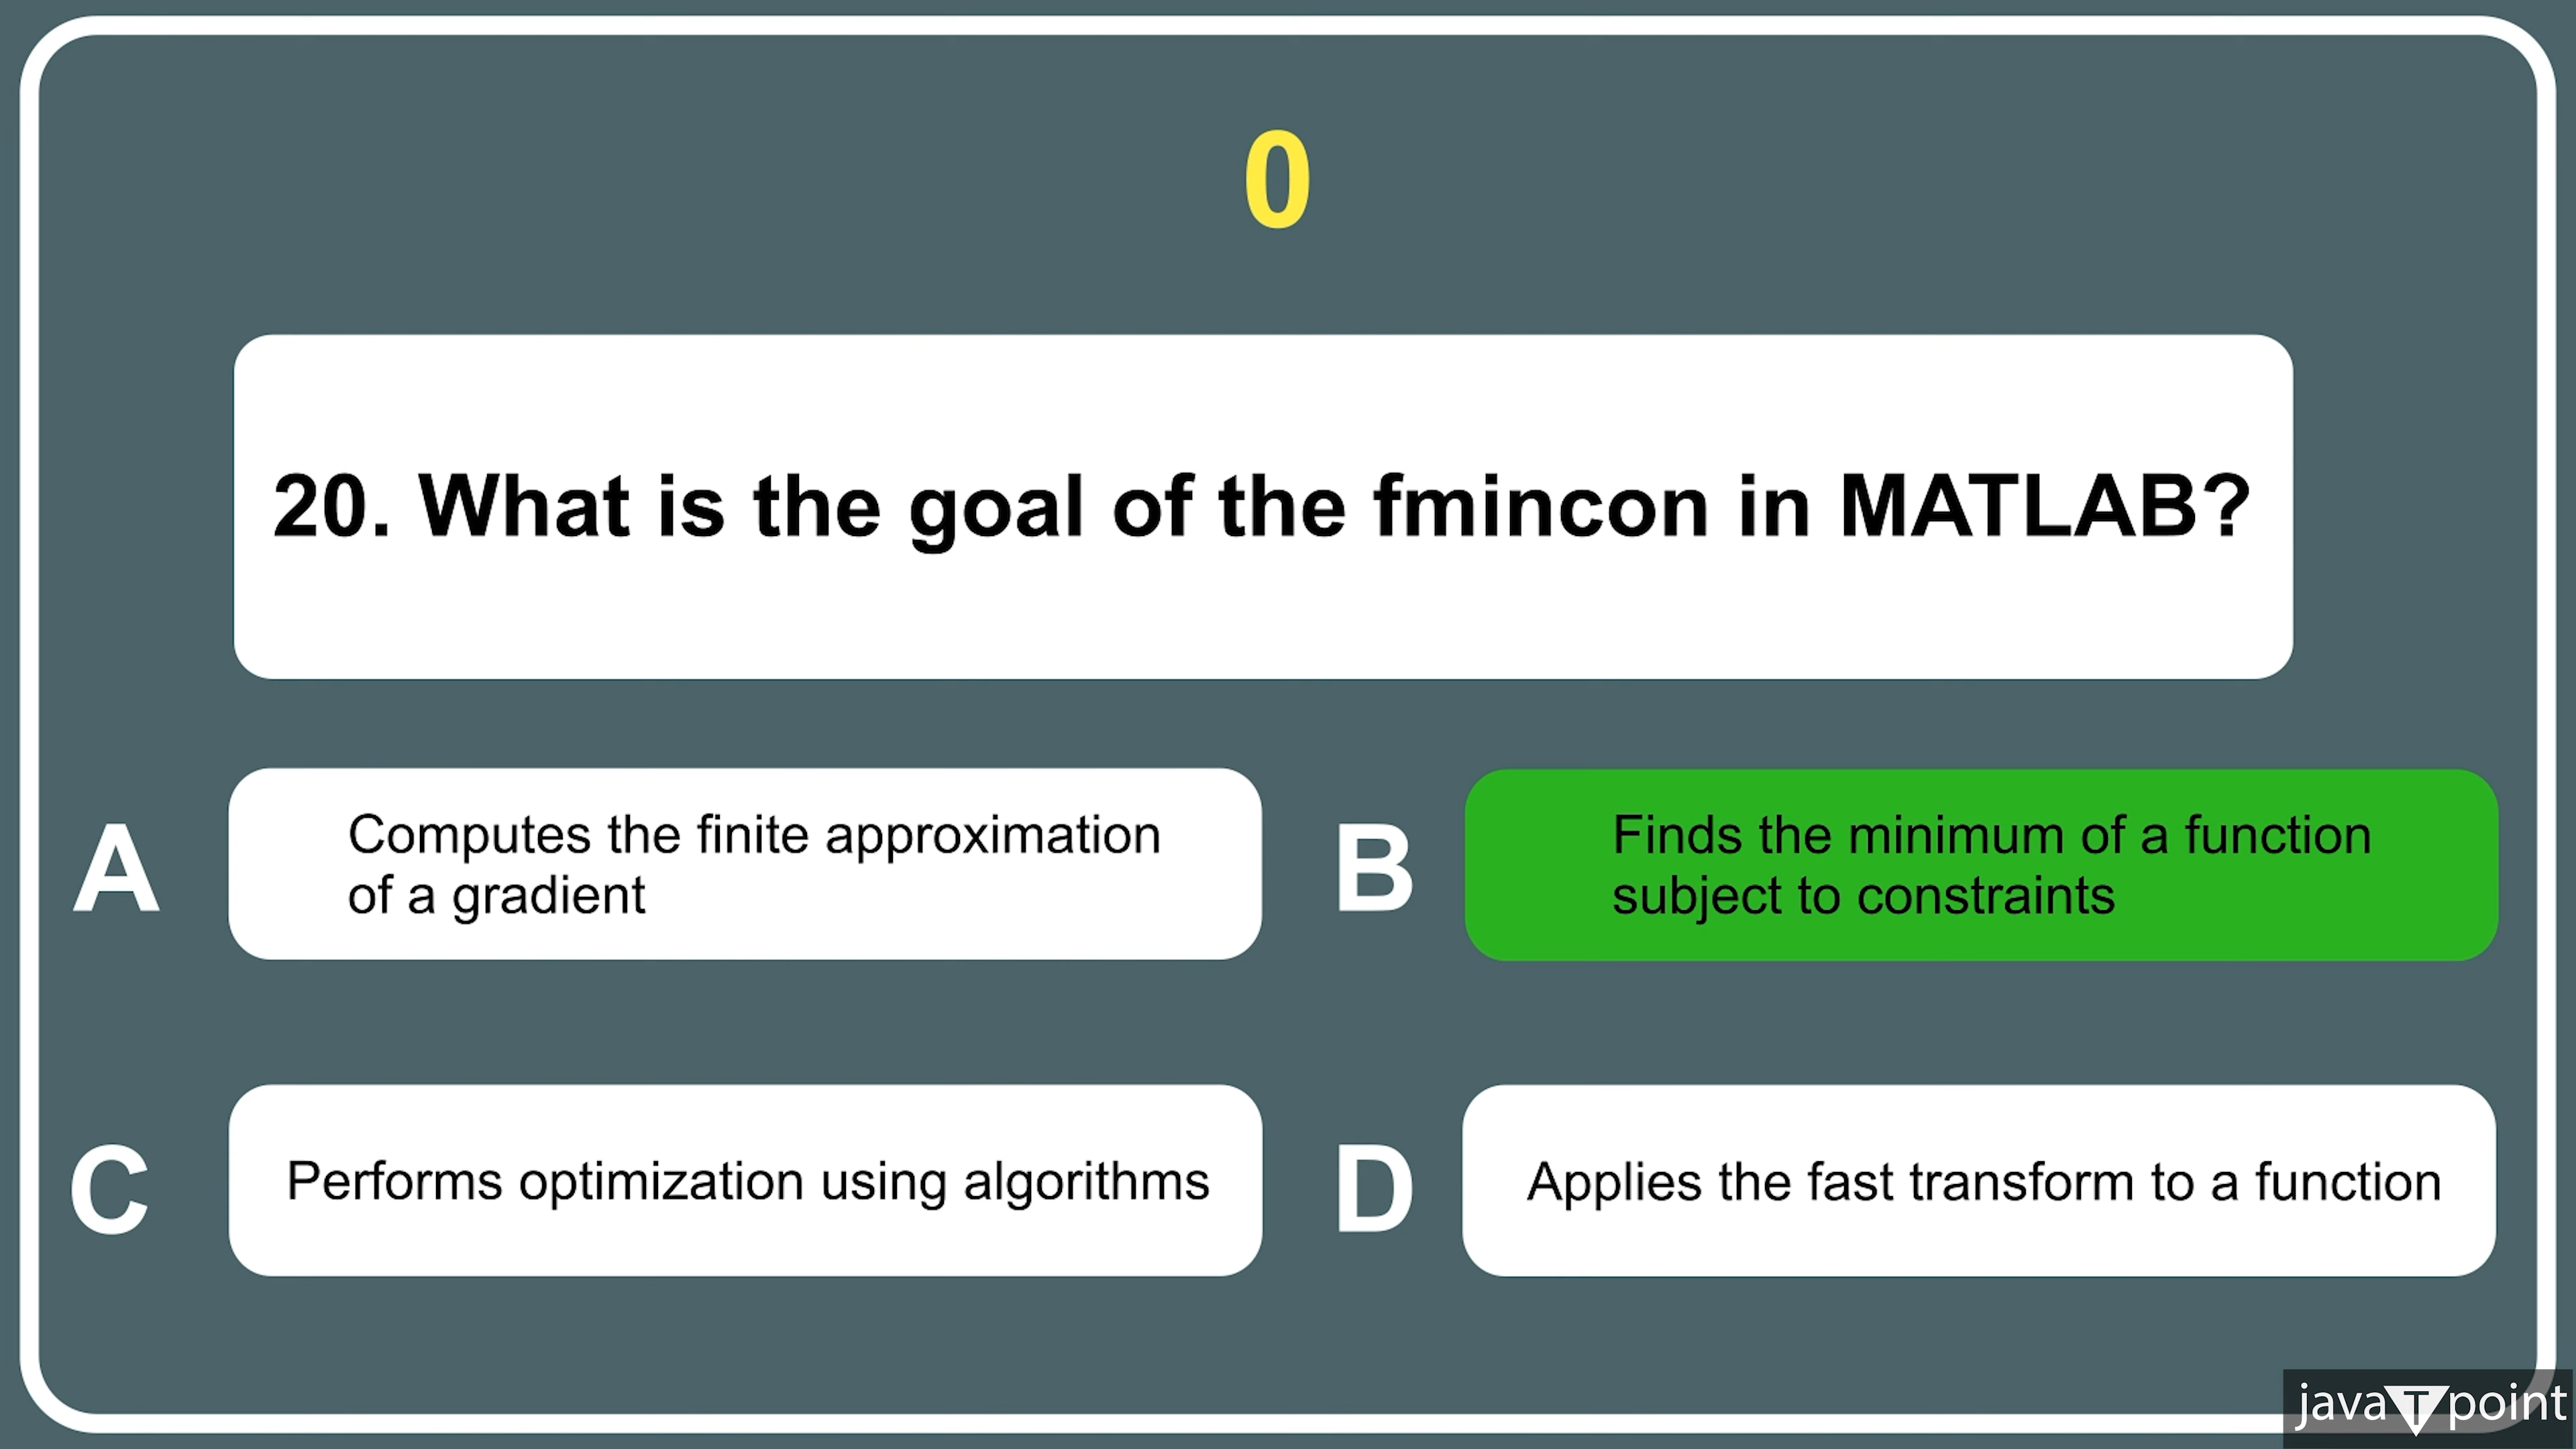 0
20. What is the goal of the fmincon in MATLAB?
A
Computes the finite approximation
of a gradient
B
Finds the minimum of a function
subject to constraints
C
Performs optimization using algorithms
D
Applies the fast transform to a function
javaTpoint